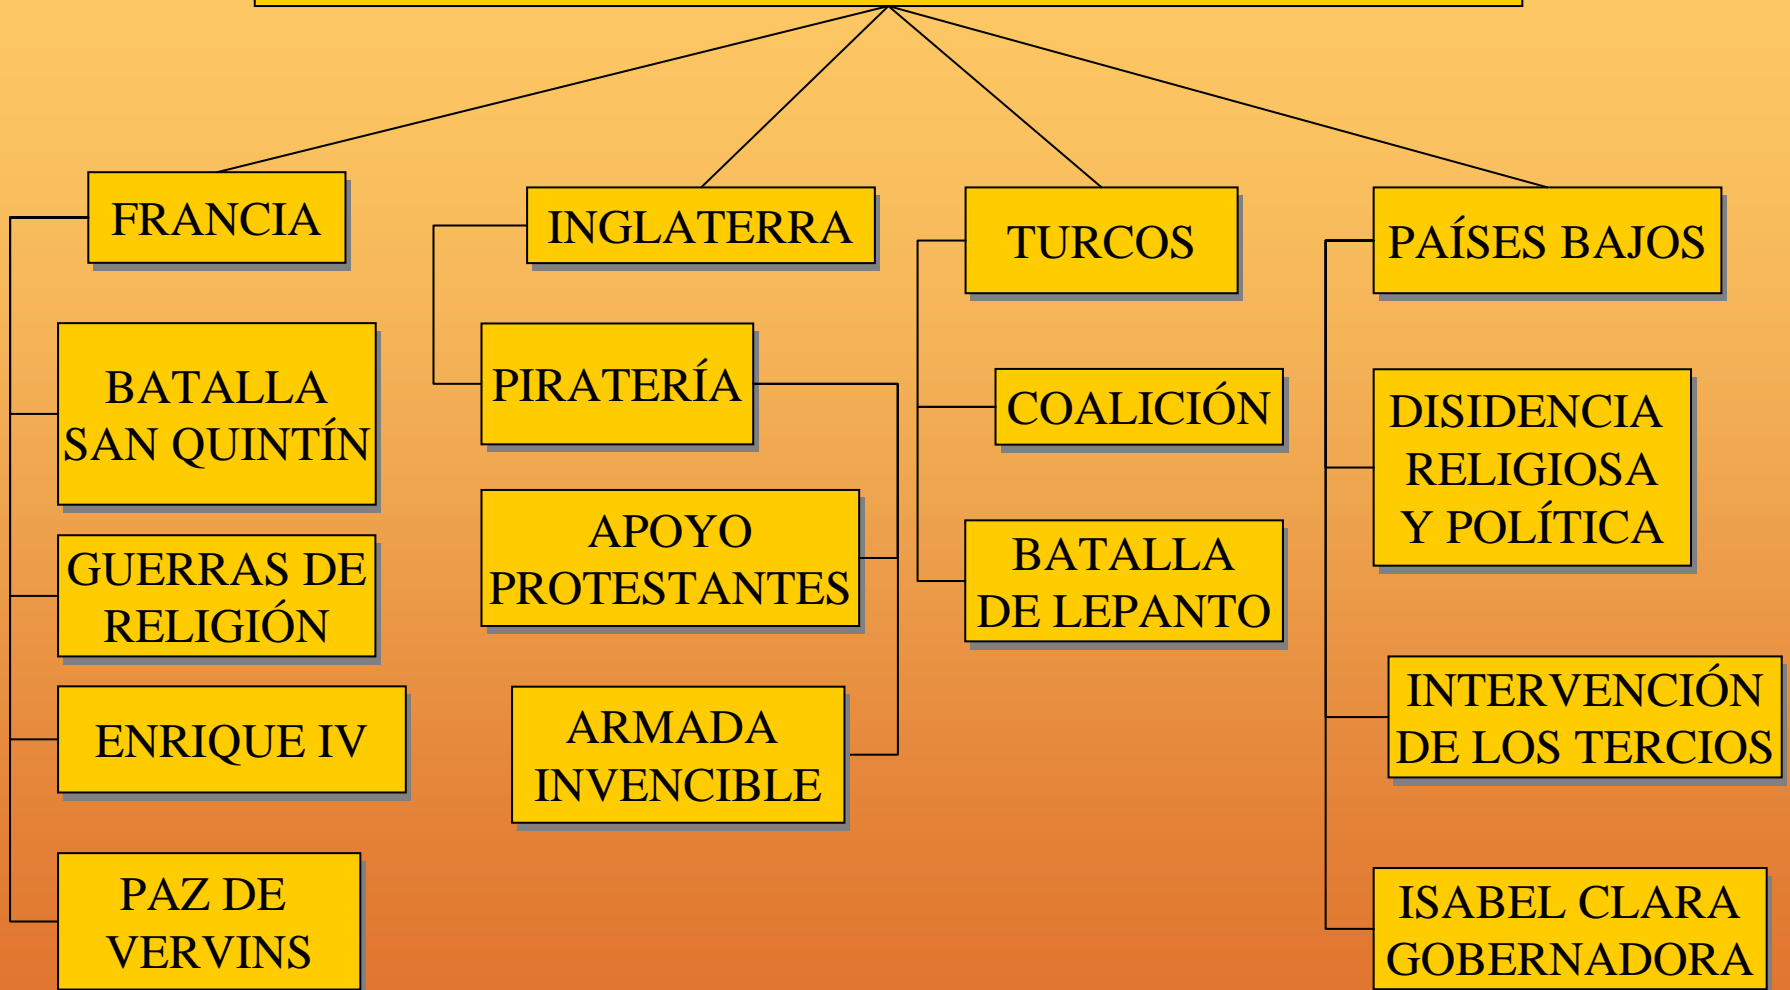 FRANCIA
BATALLA
SAN QUINTÍN
GUERRAS DE
RELIGIÓN
ENRIQUE IV
PAZ DE
VERVINS
INGLATERRA
PIRATERÍA
APOYO
PROTESTANTES
ARMADA
INVENCIBLE
TURCOS
COALICIÓN
BATALLA
DE LEPANTO
PAÍSES BAJOS
DISIDENCIA
RELIGIOSA
Y POLÍTICA
INTERVENCIÓN
DE LOS TERCIOS
ISABEL CLARA
GOBERNADORA